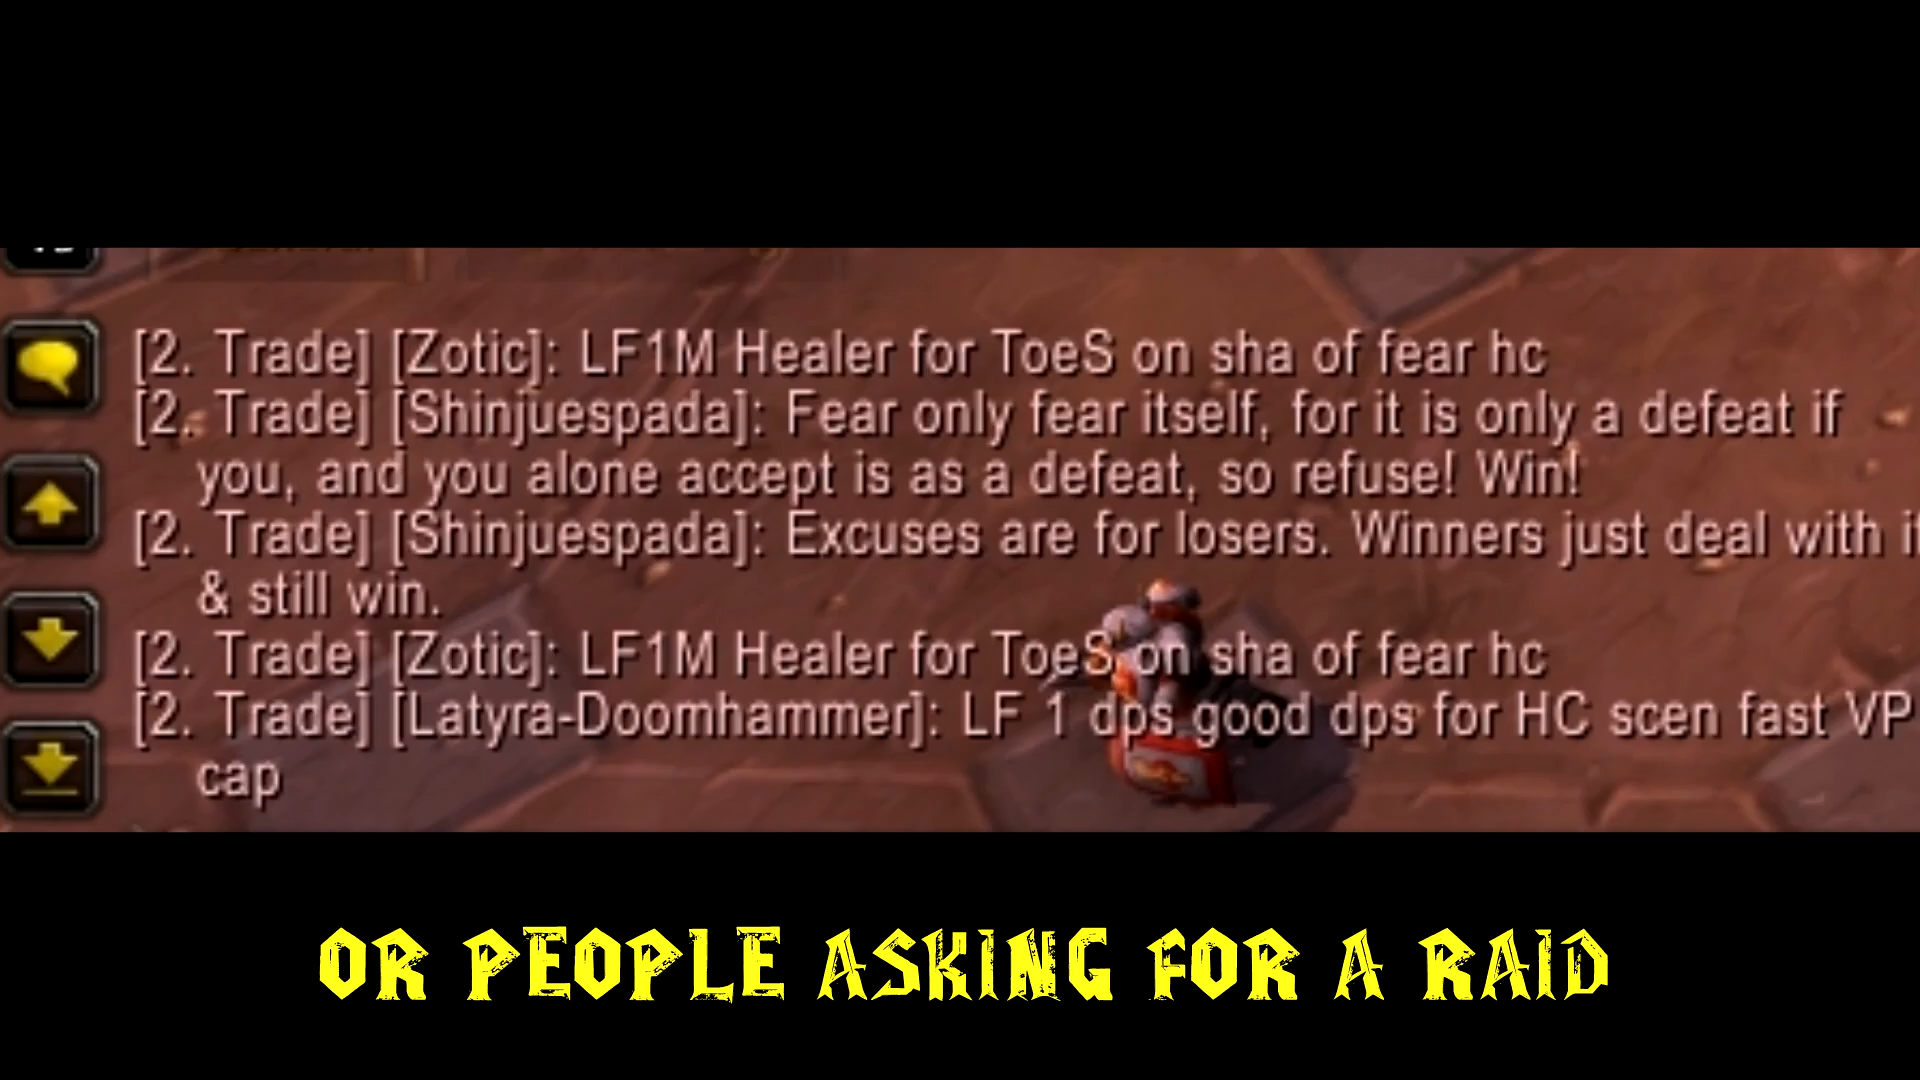 [2. Trade] [Zotic]: LF1M Healer for ToeS on sha of fear hc
[2. Trade] [Shinjuespada]: Fear only fear itself, for it is only a defeat if
you, and you alone accept is as a defeat, so refuse! Win!
[2. Trade] [Shinjuespada]: Excuses are for losers. Winners just deal with it
& still win.
[2. Trade] [Zotic]: LF1M Healer for ToeS on sha of fear hc
[2. Trade] [Latyra-Doomhammer]: LF 1 dps good dps for HC scen fast VP
cap
OR PEOPLE ASKING FOR A RAID